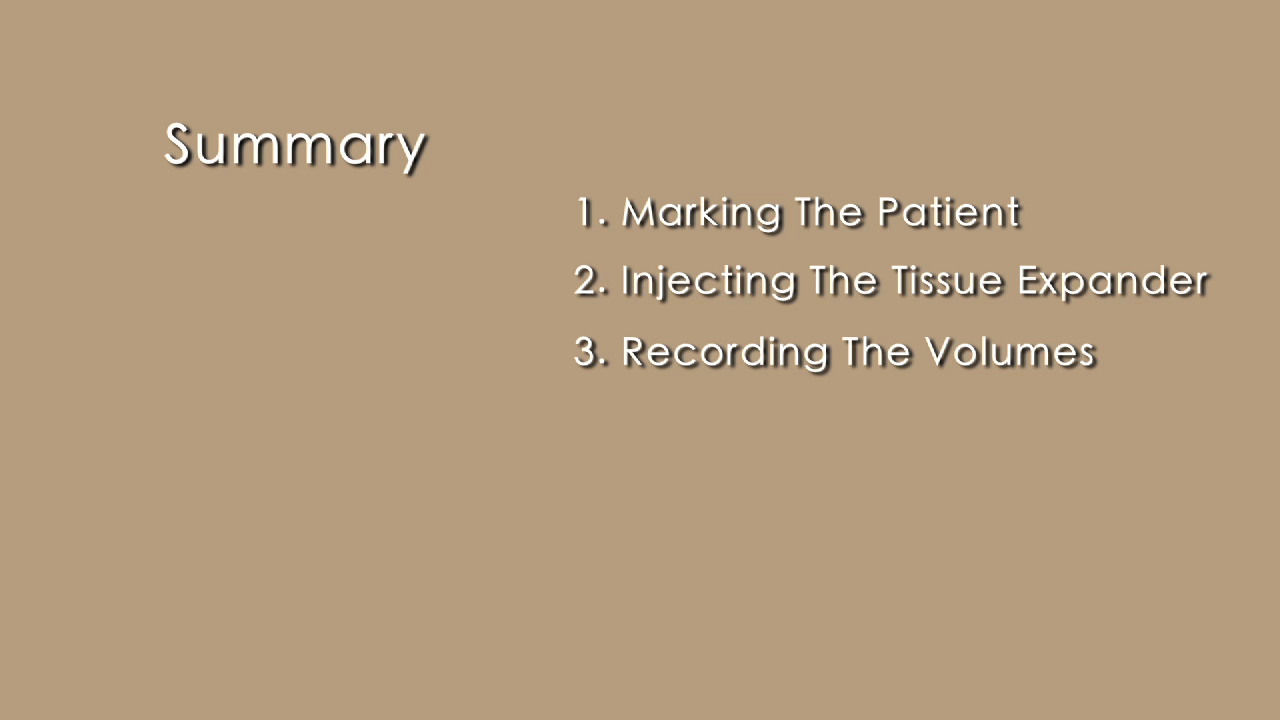 Summary
1. Marking The Patient
2. Injecting The Tissue Expander
3. Recording The Volumes